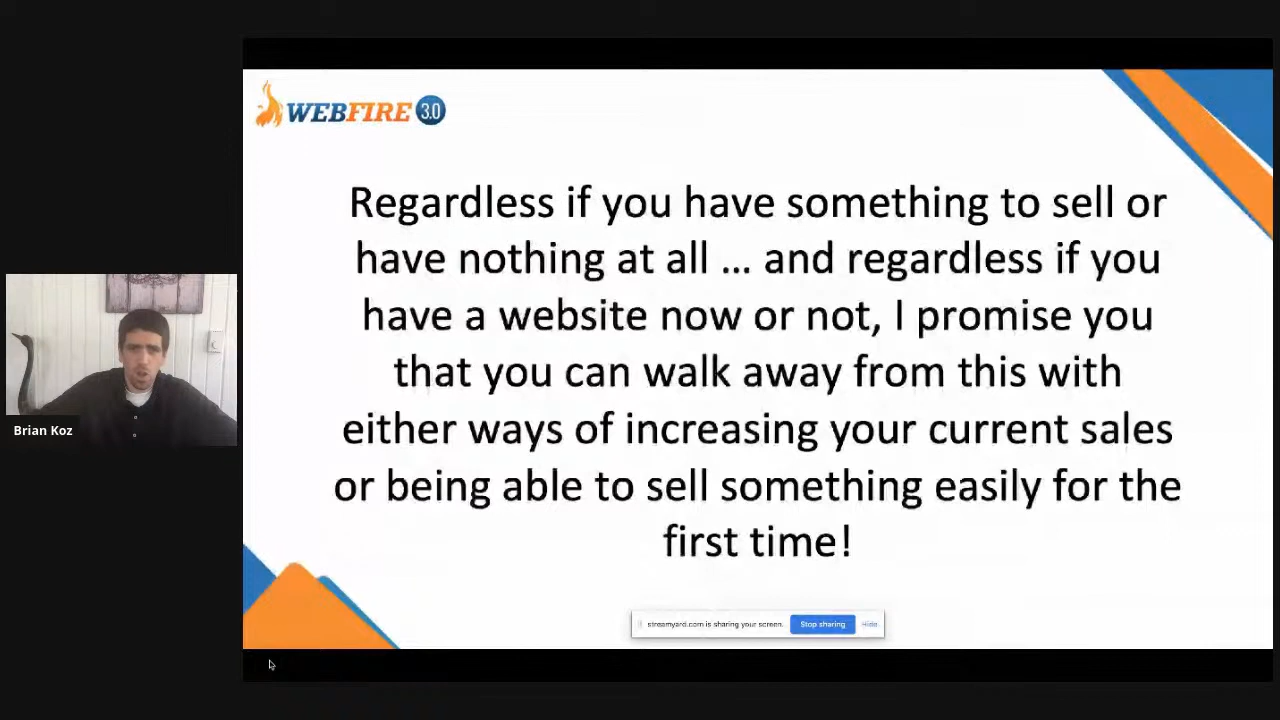 WEBFIRE 3.0
Regardless if you have something to sell or
have nothing at all ... and regardless if you
have a website now or not, I promise you
that you can walk away from this with
either ways of increasing your current sales
or being able to sell something easily for the
first time!
Brian Koz
streamyard.com is sharing your screen.
Stop sharing
Hide